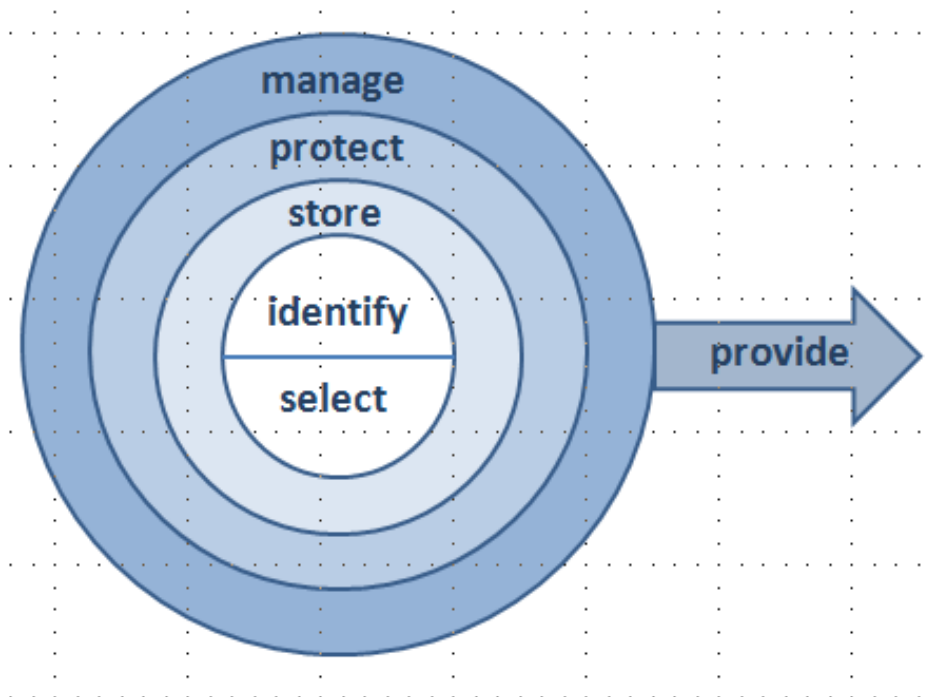 manage
protect
store
identify
select
provide